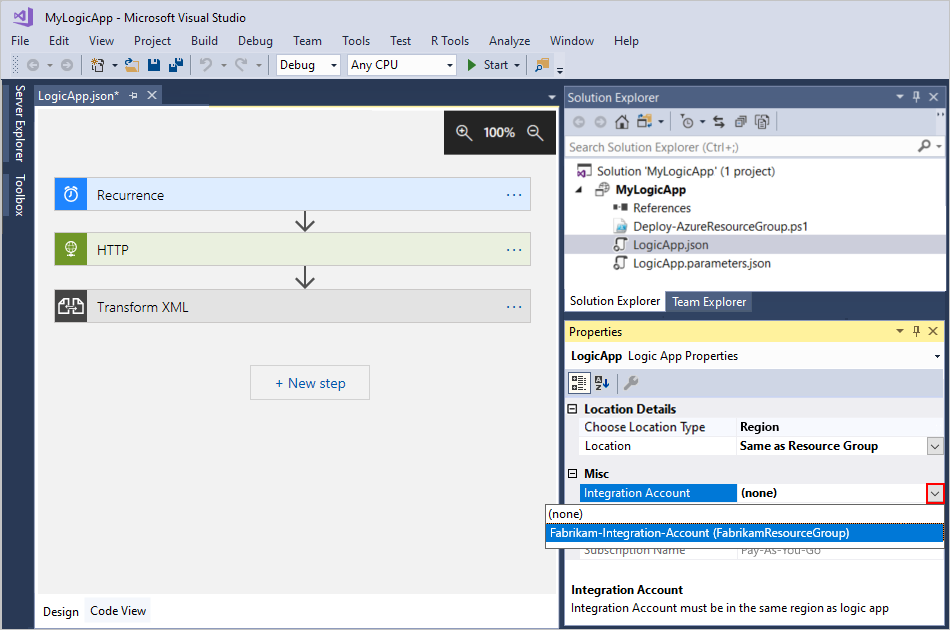 MyLogicApp - Microsoft Visual Studio
File Edit View Project Build Debug Team Tools Test R Tools Analyze Window Help
Debug Any CPU Start
Server Explorer
Toolbox
LogicApp.json*
100%
Recurrence ...
HTTP ...
Transform XML ...
+ New step
Design Code View
Solution Explorer
Search Solution Explorer (Ctrl+;)
Solution 'MyLogicApp' (1 project)
MyLogicApp
References
Deploy-AzureResourceGroup.ps1
LogicApp.json
LogicApp.parameters.json
Solution Explorer Team Explorer
Properties
LogicApp Logic App Properties
Location Details
Choose Location Type Region
Location Same as Resource Group
Misc
Integration Account (none)
(none)
Fabrikam-Integration-Account (FabrikamResourceGroup)
Subscription Name Pay-As-You-Go
Integration Account
Integration Account must be in the same region as logic app